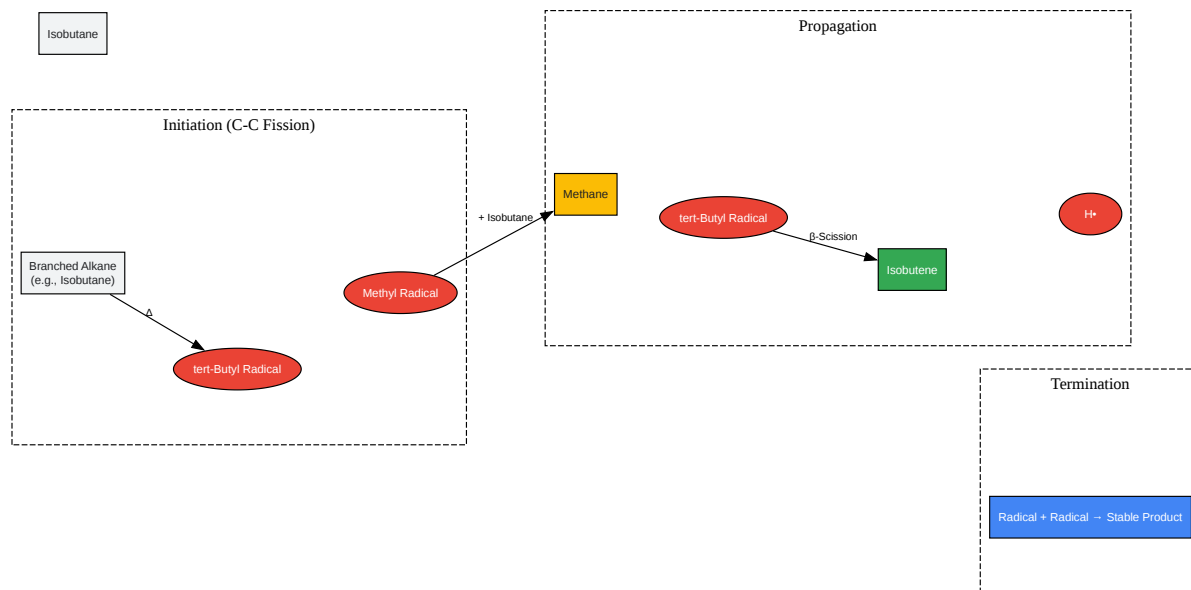 Isobutane
Propagation
Initiation (C-C Fission)
Methane
+ Isobutane
tert-Butyl Radical
H•
β-Scission
Isobutene
Branched Alkane
(e.g., Isobutane)
Methyl Radical
Δ
tert-Butyl Radical
Termination
Radical + Radical → Stable Product